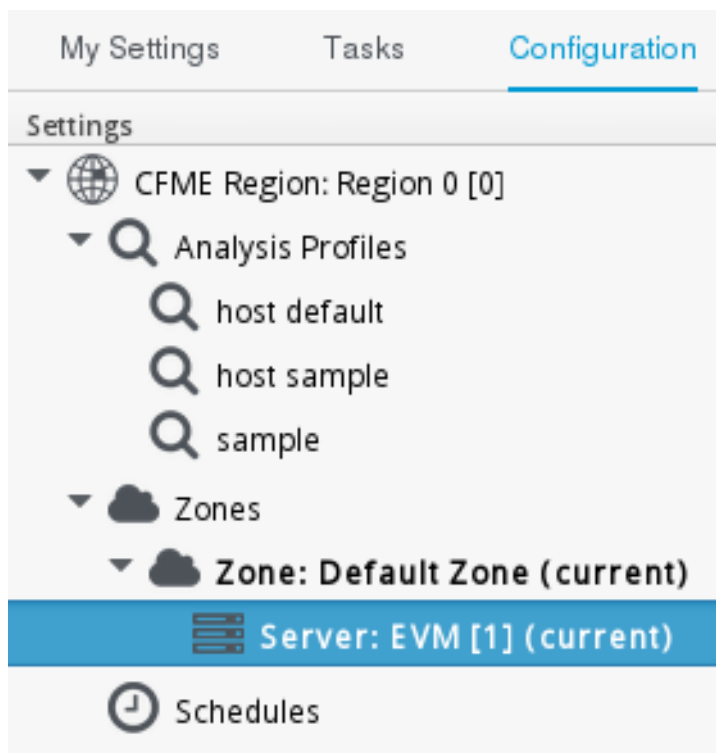 My Settings Tasks Configuration
Settings
CFME Region: Region 0 [0]
Analysis Profiles
host default
host sample
sample
Zones
Zone: Default Zone (current)
Server: EVM [1] (current)
Schedules